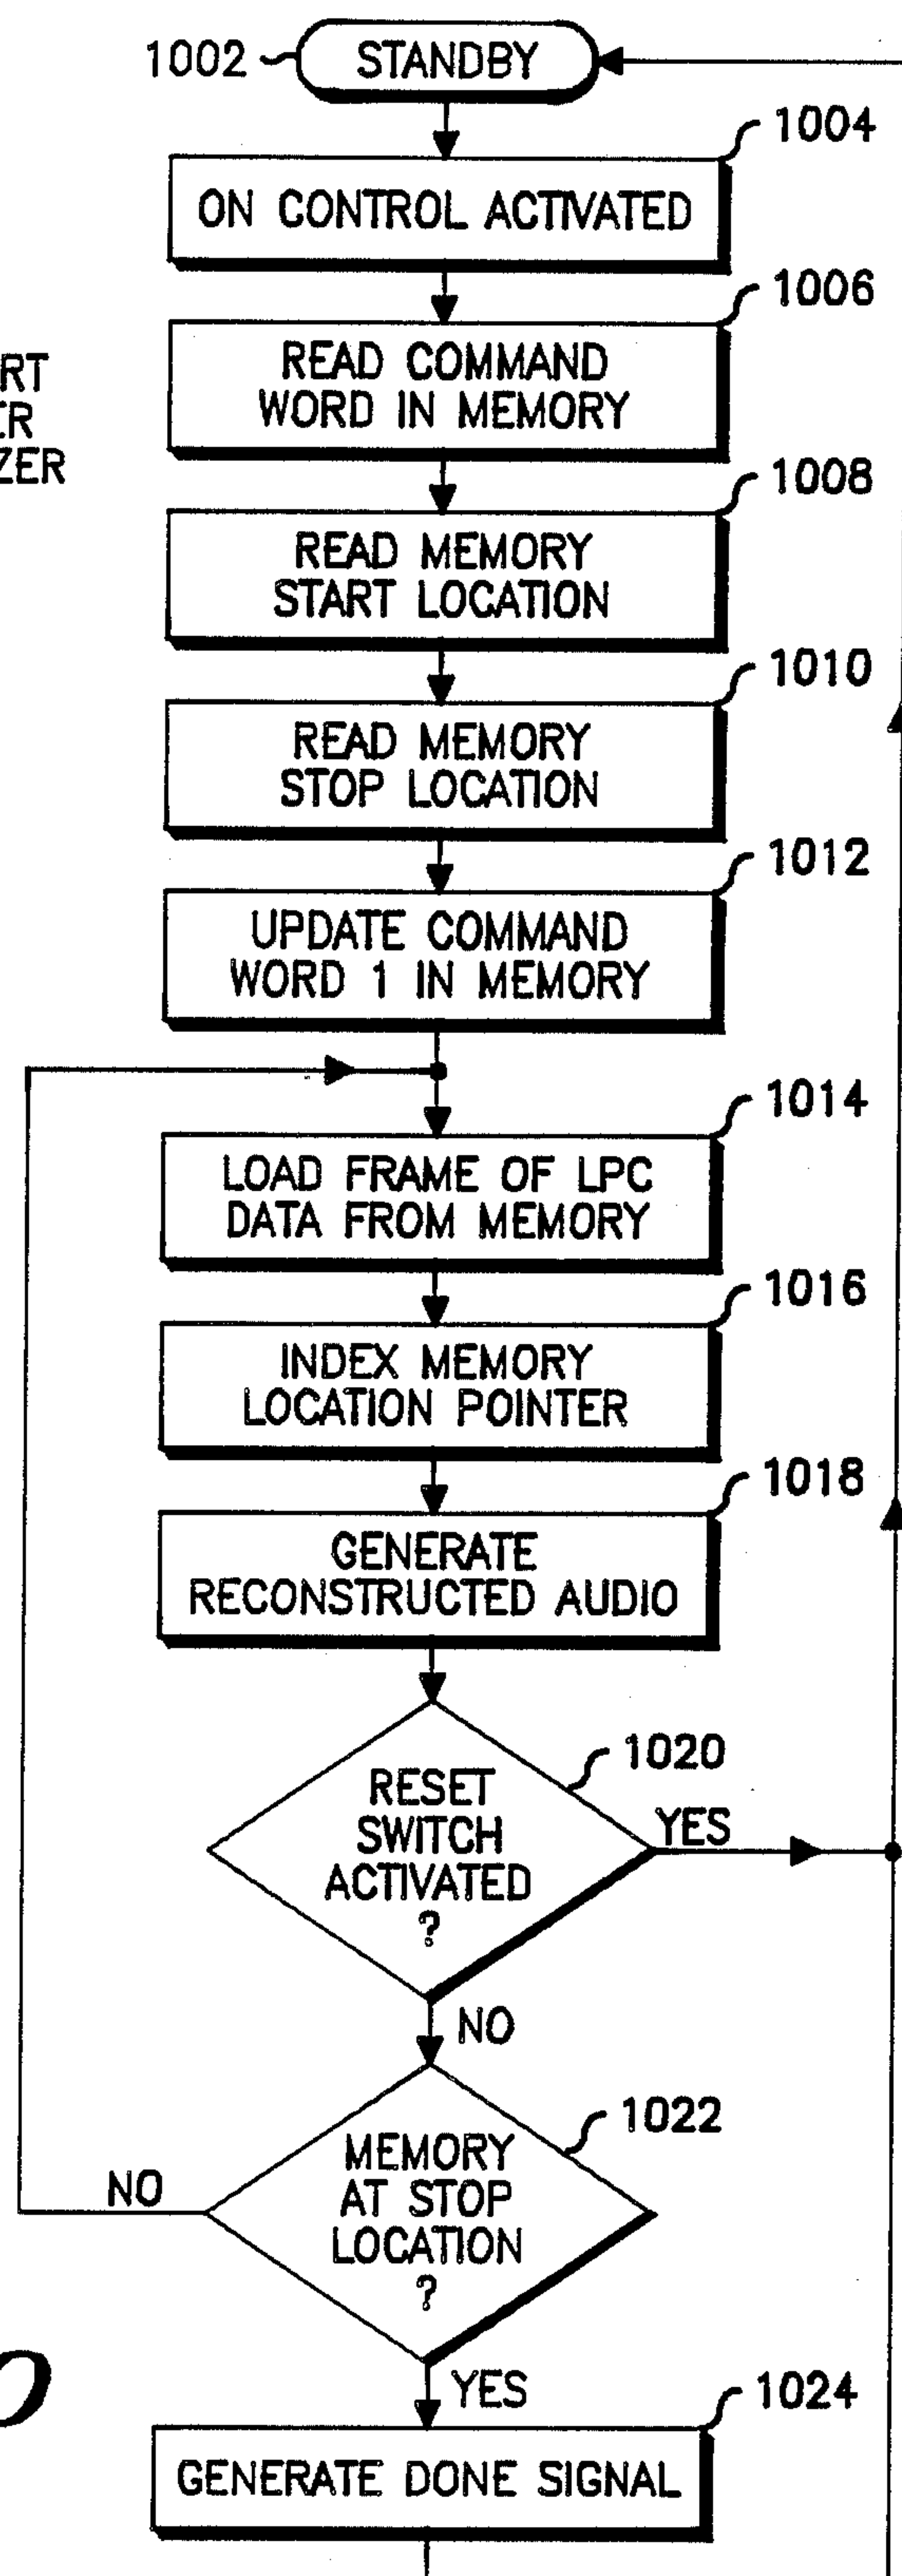 1002
STANDBY
1004
ON CONTROL ACTIVATED
1006
READ COMMAND
WORD IN MEMORY
RT
ER
ZER
1008
READ MEMORY
START LOCATION
1010
READ MEMORY
STOP LOCATION
1012
UPDATE COMMAND
WORD 1 IN MEMORY
1014
LOAD FRAME OF LPC
DATA FROM MEMORY
1016
INDEX MEMORY
LOCATION POINTER
1018
GENERATE
RECONSTRUCTED AUDIO
1020
RESET
SWITCH
ACTIVATED
?
YES
NO
1022
MEMORY
AT STOP
LOCATION
?
NO
YES
1024
GENERATE DONE SIGNAL